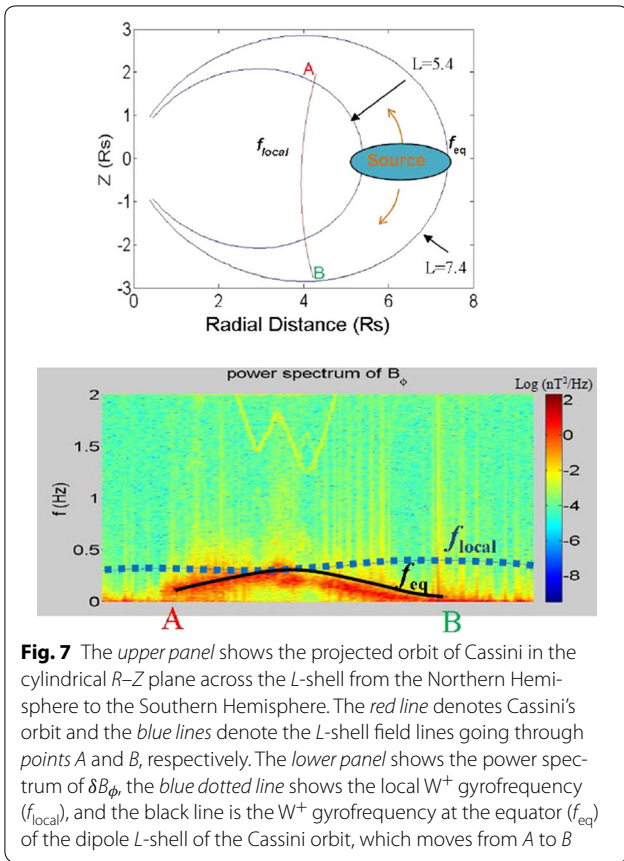 3
2
1
0
-1
-2
-3
Z (Rs)
A
L=5.4
f_local
Source
f_eq
B
L=7.4
0
2
4
6
8
Radial Distance (Rs)
power spectrum of B_ϕ
Log (nT²/Hz)
2
1.5
1
0.5
0
f (Hz)
f_local
f_eq
2
0
-2
-4
-6
-8
A
B
Fig. 7 The upper panel shows the projected orbit of Cassini in the
cylindrical R–Z plane across the L-shell from the Northern Hemi-
sphere to the Southern Hemisphere. The red line denotes Cassini's
orbit and the blue lines denote the L-shell field lines going through
points A and B, respectively. The lower panel shows the power spec-
trum of δB_ϕ, the blue dotted line shows the local W⁺ gyrofrequency
(f_local), and the black line is the W⁺ gyrofrequency at the equator (f_eq)
of the dipole L-shell of the Cassini orbit, which moves from A to B